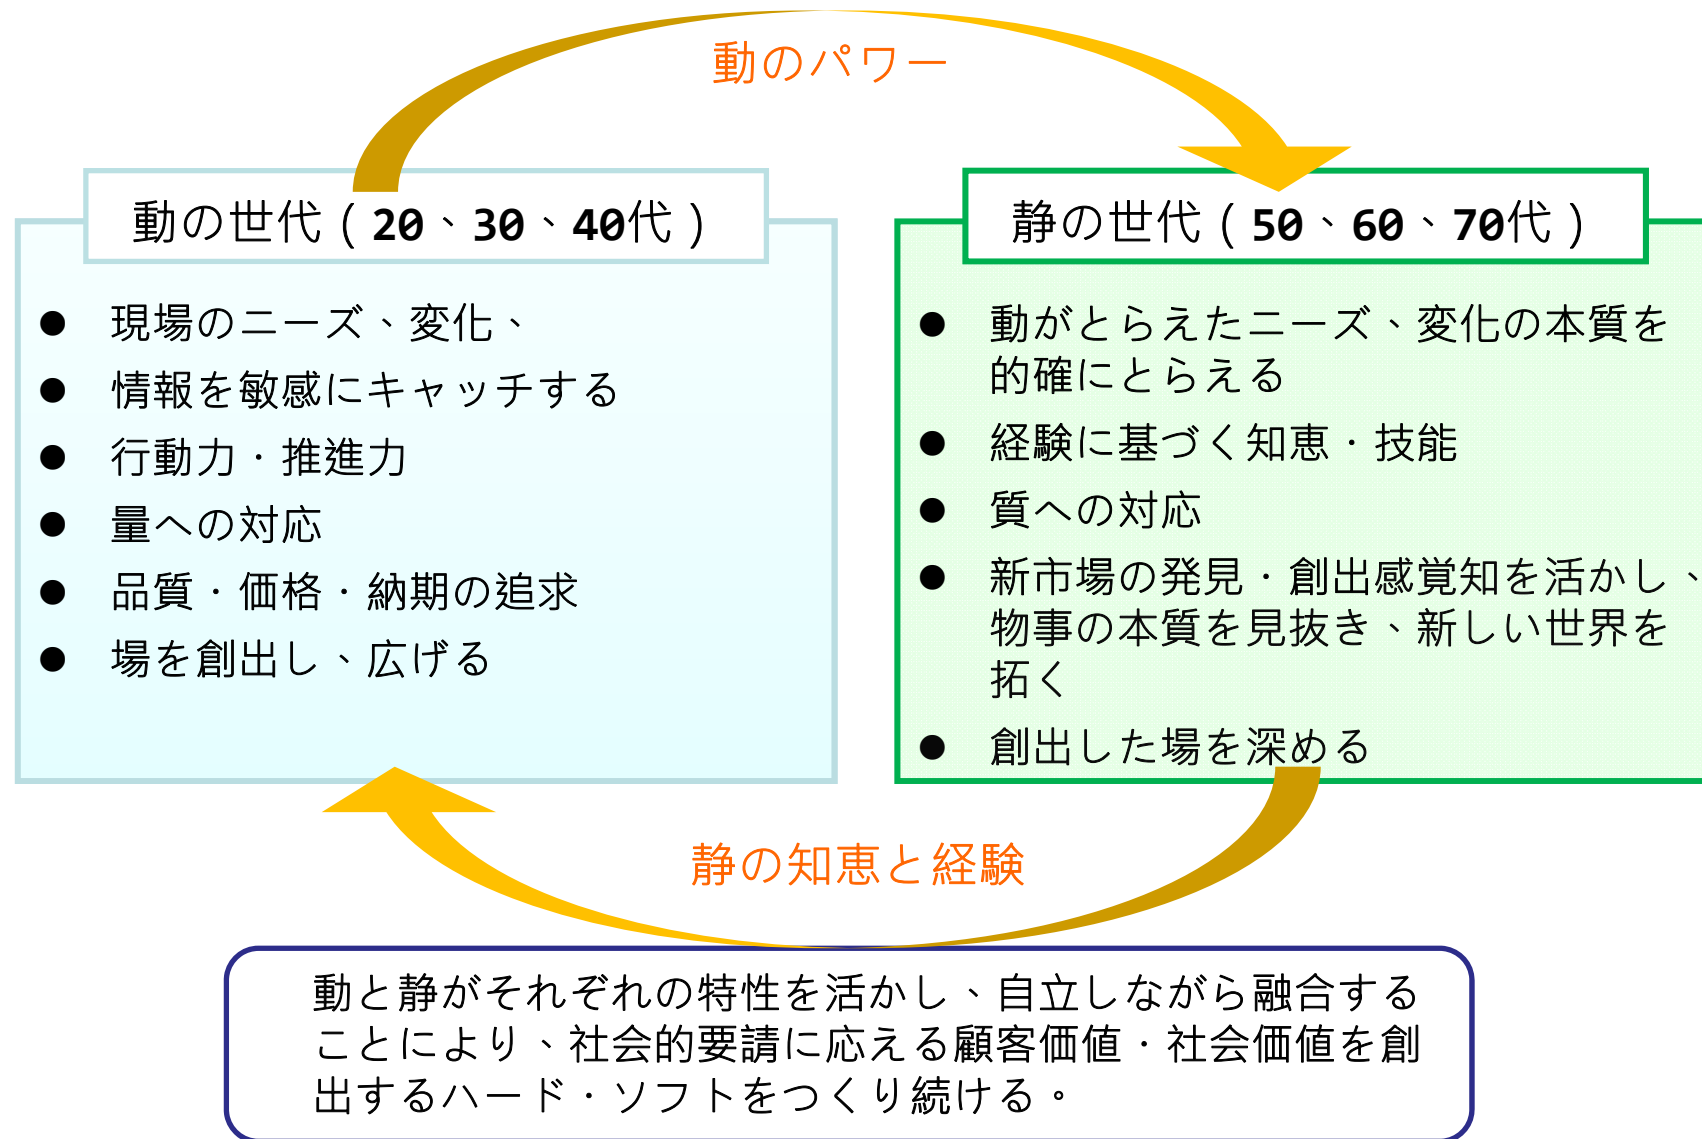 動のパワー
動の世代(20、30、40代)
● 現場のニーズ、変化、
● 情報を敏感にキャッチする
● 行動力・推進力
● 量への対応
● 品質・価格・納期の追求
● 場を創出し、広げる
静の世代(50、60、70代)
● 動がとらえたニーズ、変化の本質を
的確にとらえる
● 経験に基づく知恵・技能
● 質への対応
● 新市場の発見・創出感覚知を活かし、
物事の本質を見抜き、新しい世界を
拓く
● 創出した場を深める
静の知恵と経験
動と静がそれぞれの特性を活かし、自立しながら融合する
ことにより、社会的要請に応える顧客価値・社会価値を創
出するハード・ソフトをつくり続ける。